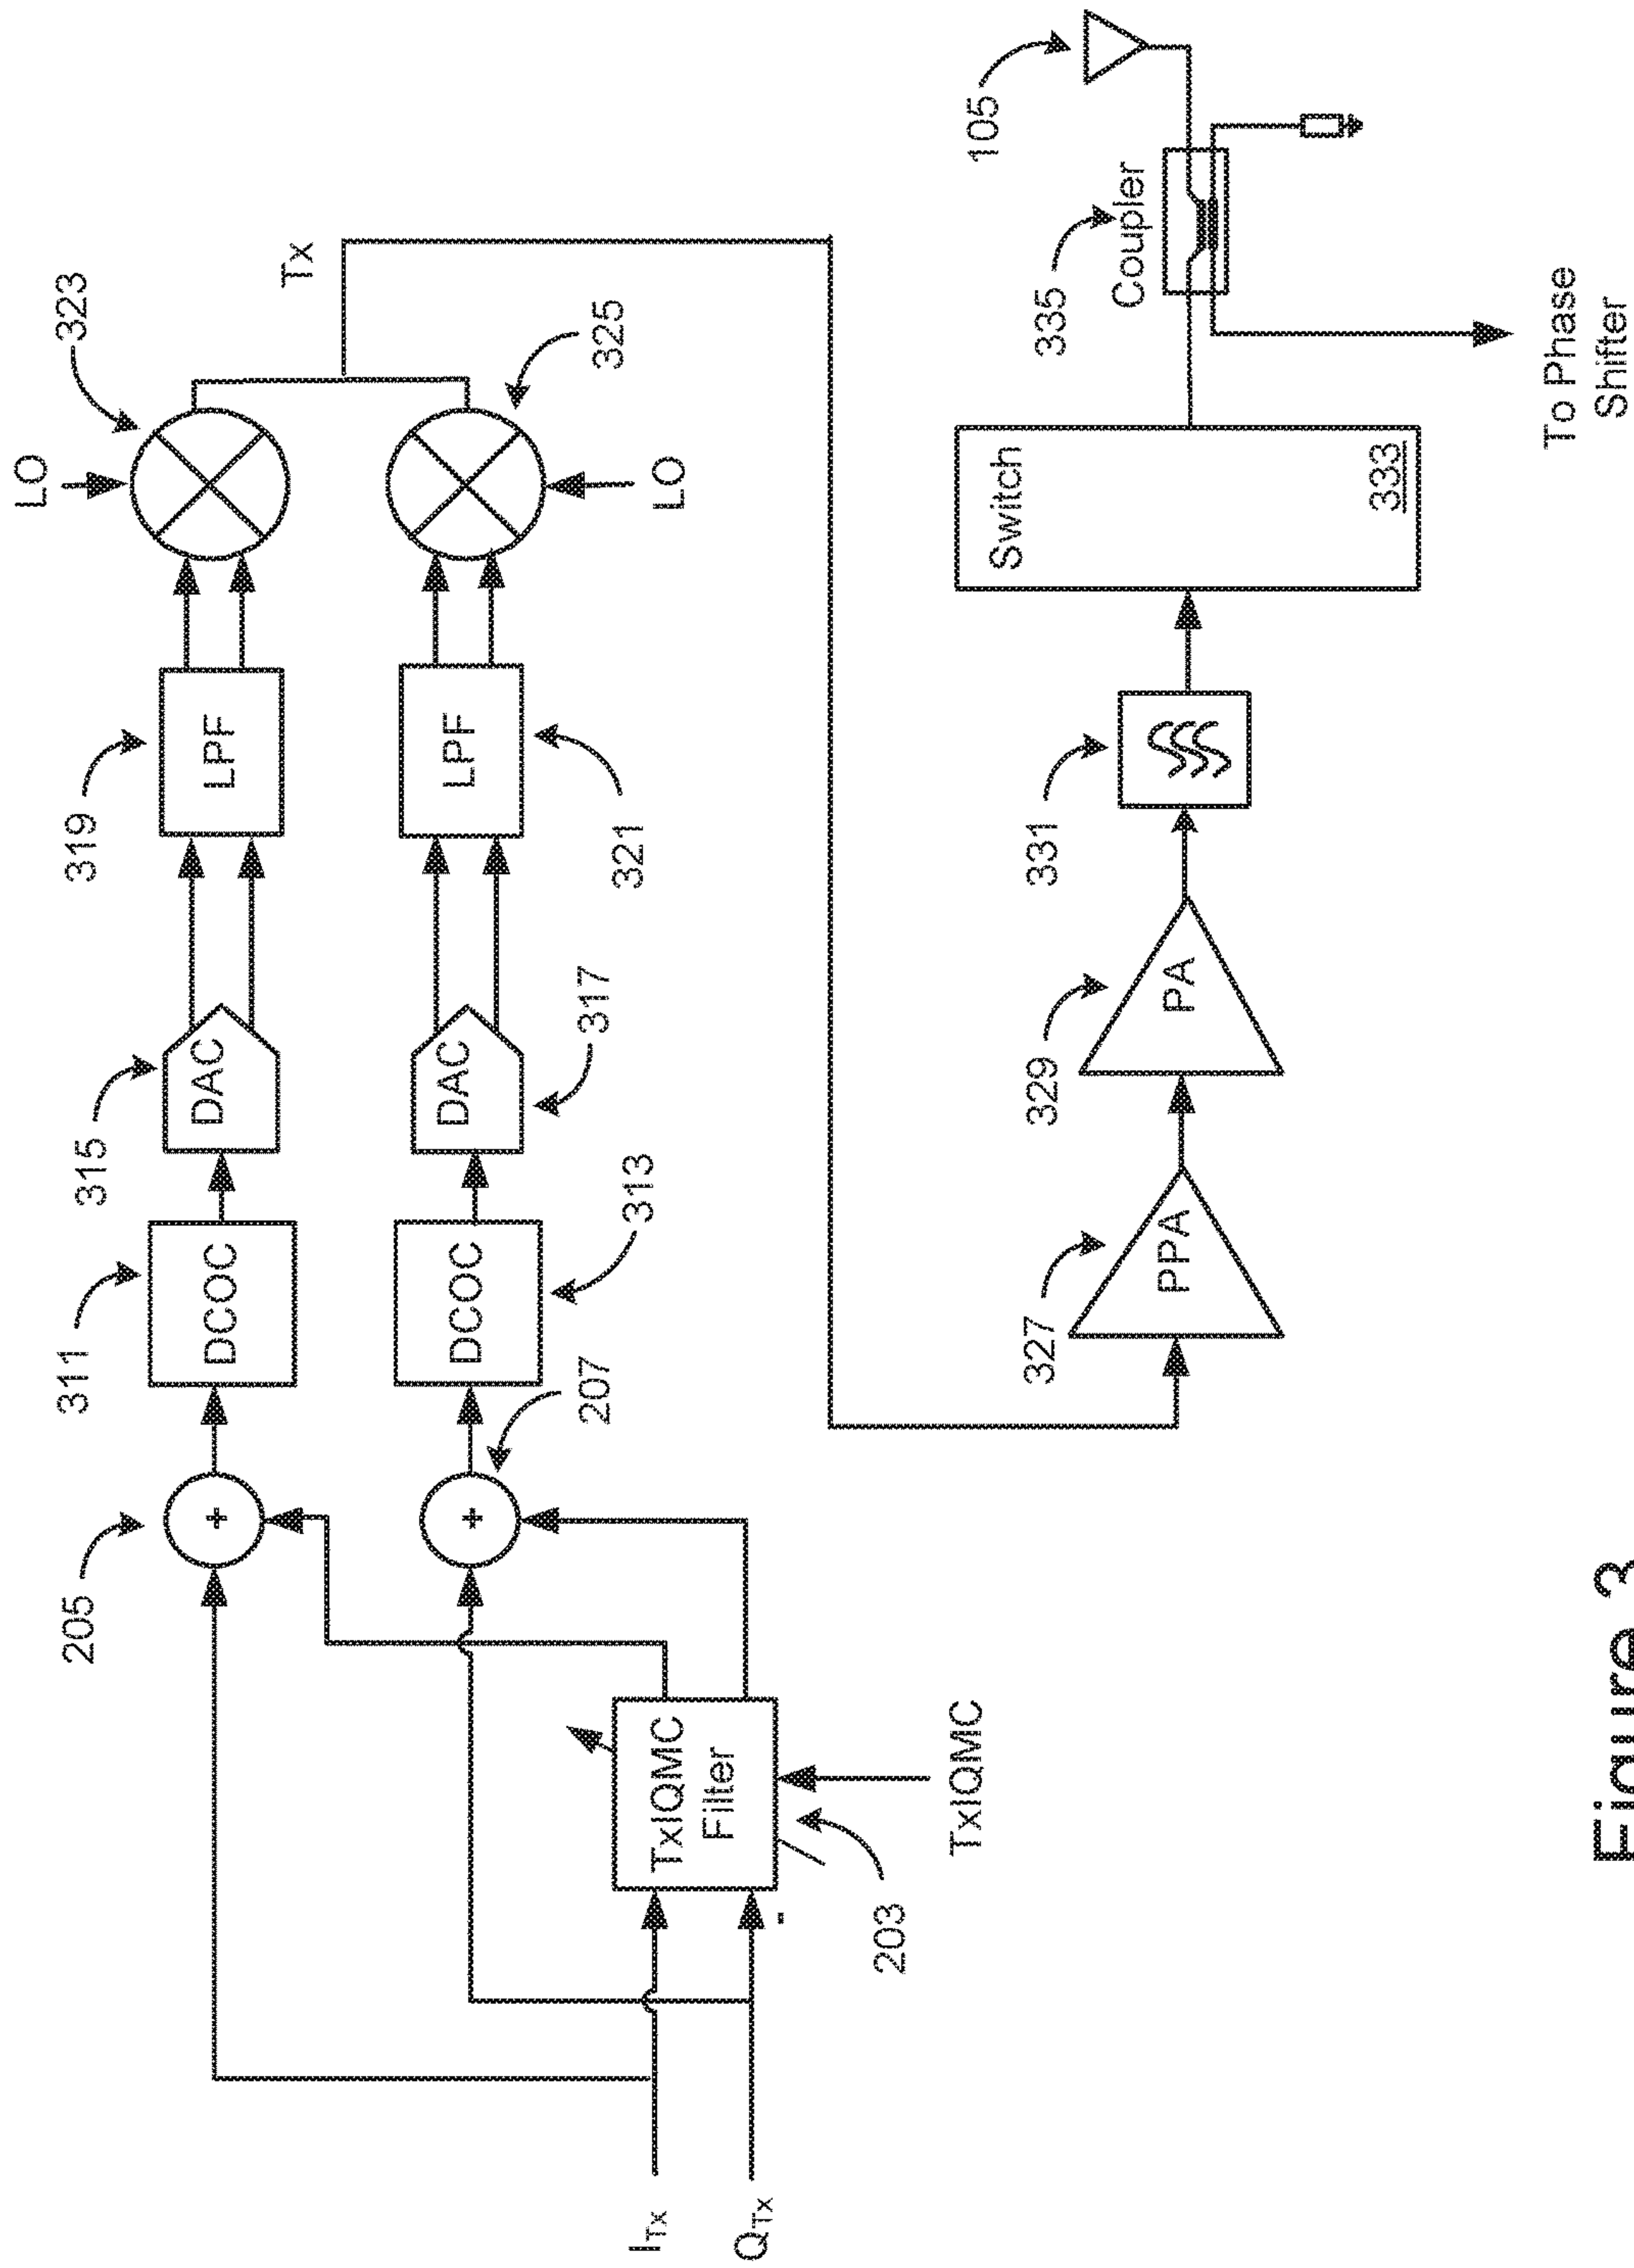 LO
323
Tx
319
315
311
205
LPF
DAC
DCOC
+
LPF
DAC
DCOC
+
325
LO
321
317
313
207
I_Tx
Q_Tx
TxIQMC
Filter
203
TxIQMC
105
335
Coupler
Switch
333
331
329
PA
327
PPA
To Phase
Shifter
Figure 3